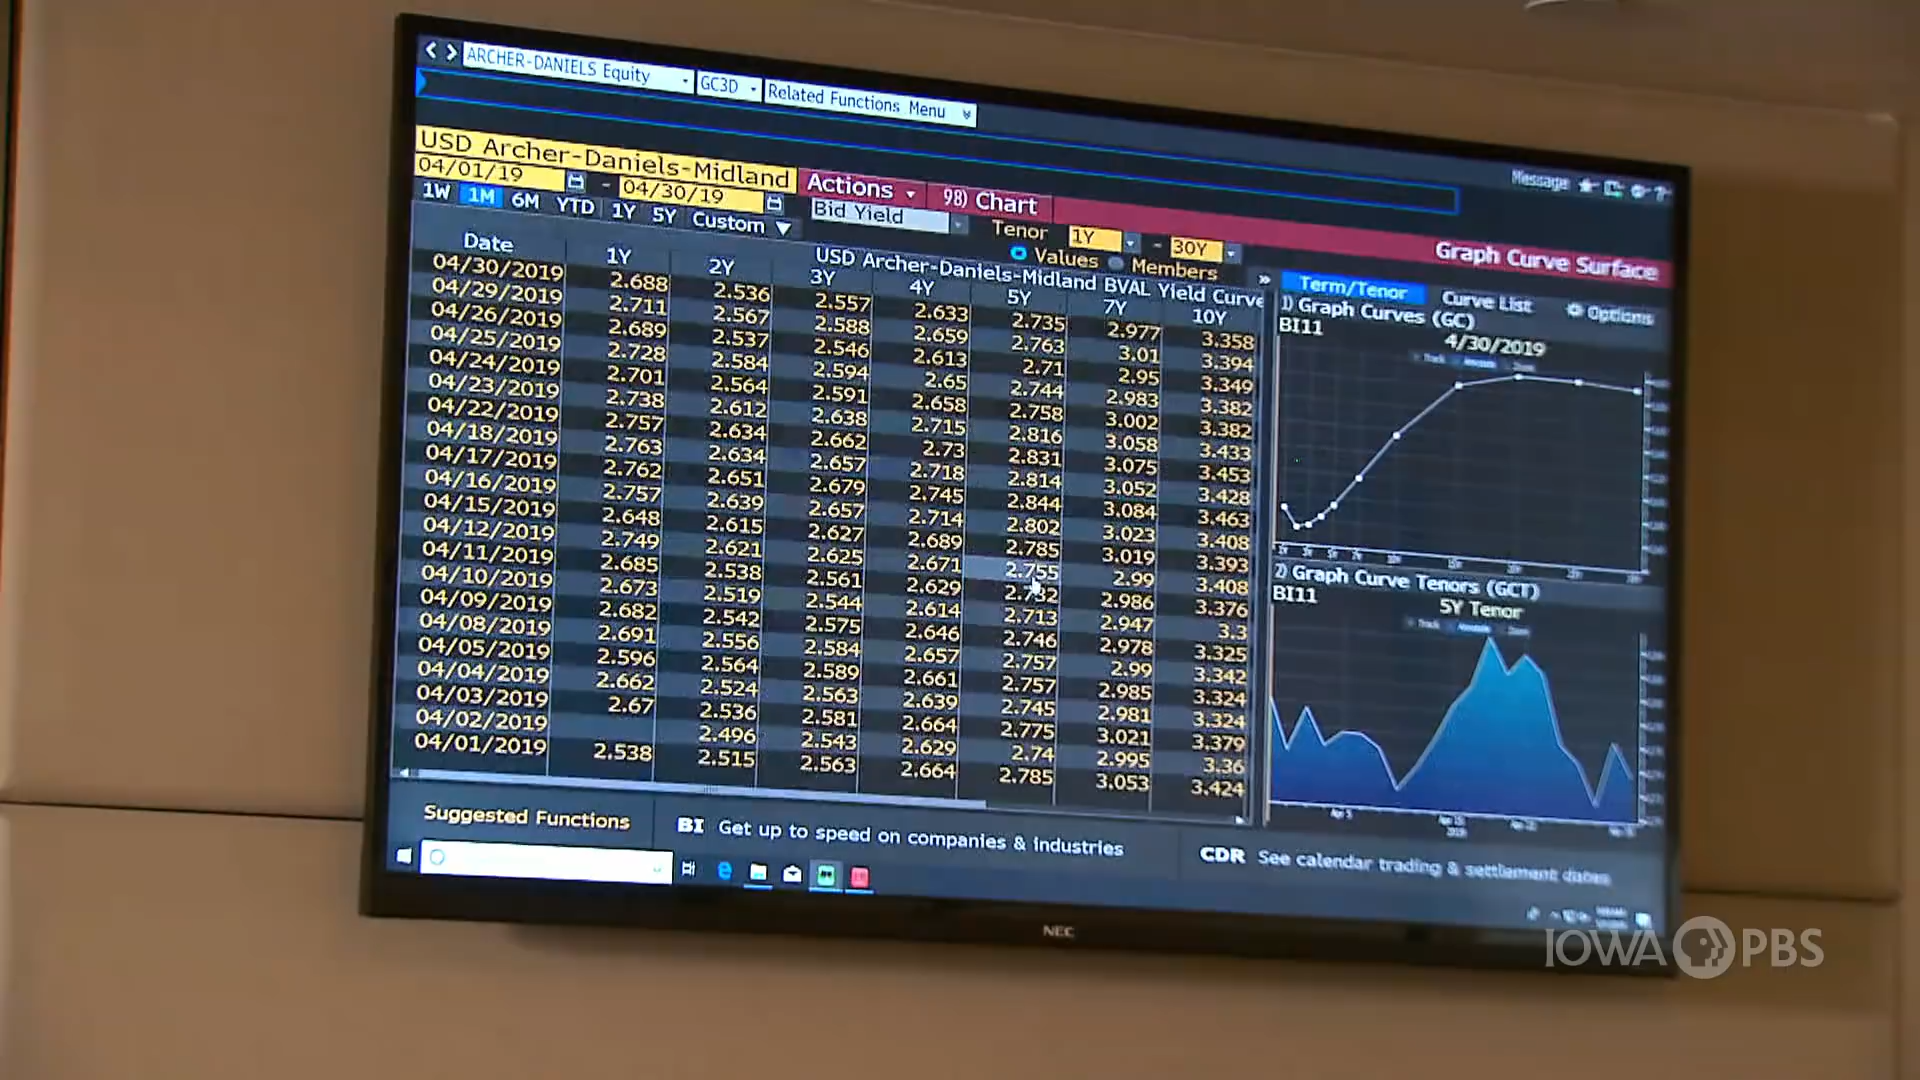 ARCHER-DANIELS Equity GC3D Related Functions Menu
Message
USD Archer-Daniels-Midland
04/01/19 - 04/30/19
Actions 98) Chart
Graph Curve Surface
Bid Yield
Tenor 1Y - 30Y
1W 1M 6M YTD 1Y 5Y Custom
Values Members
USD Archer-Daniels-Midland BVAL Yield Curve
Date 1Y 2Y 3Y 4Y 5Y 7Y 10Y
04/30/2019 2.688 2.536 2.557 2.633 2.735 2.977 3.358
04/29/2019 2.711 2.567 2.588 2.659 2.763 3.01 3.394
04/26/2019 2.689 2.537 2.546 2.613 2.71 2.95 3.349
04/25/2019 2.728 2.584 2.594 2.65 2.744 2.983 3.382
04/24/2019 2.701 2.564 2.591 2.658 2.758 3.002 3.382
04/23/2019 2.738 2.612 2.638 2.715 2.816 3.058 3.433
04/22/2019 2.757 2.634 2.662 2.73 2.831 3.075 3.453
04/18/2019 2.763 2.634 2.657 2.718 2.814 3.052 3.428
04/17/2019 2.762 2.651 2.679 2.745 2.844 3.084 3.463
04/16/2019 2.757 2.639 2.657 2.714 2.802 3.023 3.408
04/15/2019 2.648 2.615 2.627 2.689 2.785 3.019 3.393
04/12/2019 2.749 2.621 2.625 2.671 2.755 2.99 3.408
04/11/2019 2.685 2.538 2.561 2.629 2.732 2.986 3.376
04/10/2019 2.673 2.519 2.544 2.614 2.713 2.947 3.3
04/09/2019 2.682 2.542 2.575 2.646 2.746 2.978 3.325
04/08/2019 2.691 2.556 2.584 2.657 2.757 2.99 3.342
04/05/2019 2.596 2.564 2.589 2.661 2.757 2.985 3.324
04/04/2019 2.662 2.524 2.563 2.639 2.745 2.981 3.324
04/03/2019 2.67 2.536 2.581 2.664 2.775 3.021 3.379
04/02/2019 2.496 2.543 2.629 2.74 2.995 3.36
04/01/2019 2.538 2.515 2.563 2.664 2.785 3.053 3.424
Term/Tenor Curve List Options
1) Graph Curves (GC)
BI11
4/30/2019
2) Graph Curve Tenors (GCT)
BI11
5Y Tenor
Suggested Functions BI Get up to speed on companies & industries CDR See calendar trading & settlement dates
NEC
IOWA PBS